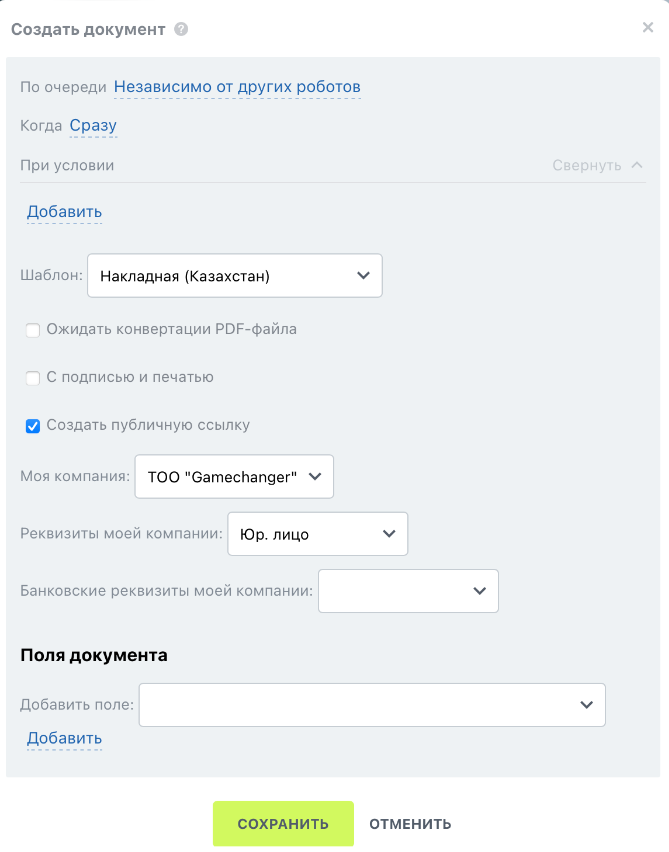 Создать документ ?
По очереди Независимо от других роботов
Когда Сразу
При условии Свернуть
Добавить
Шаблон: Накладная (Казахстан)
Ожидать конвертации PDF-файла
С подписью и печатью
Создать публичную ссылку
Моя компания: ТОО "Gamechanger"
Реквизиты моей компании: Юр. лицо
Банковские реквизиты моей компании:
Поля документа
Добавить поле:
Добавить
СОХРАНИТЬ ОТМЕНИТЬ